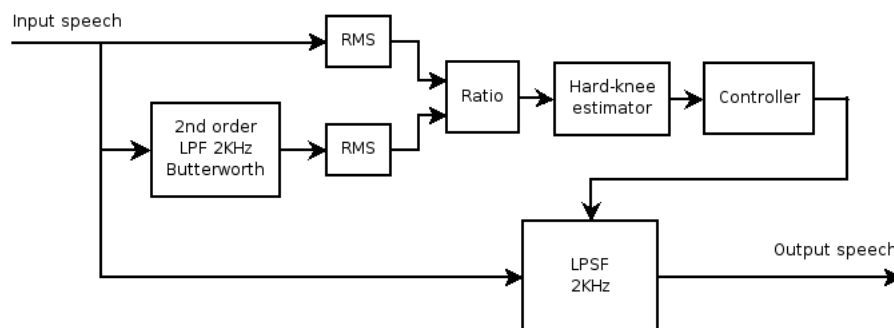 Input speech
RMS
Ratio
Hard-knee
estimator
Controller
2nd order
LPF 2KHz
Butterworth
RMS
LPSF
2KHz
Output speech